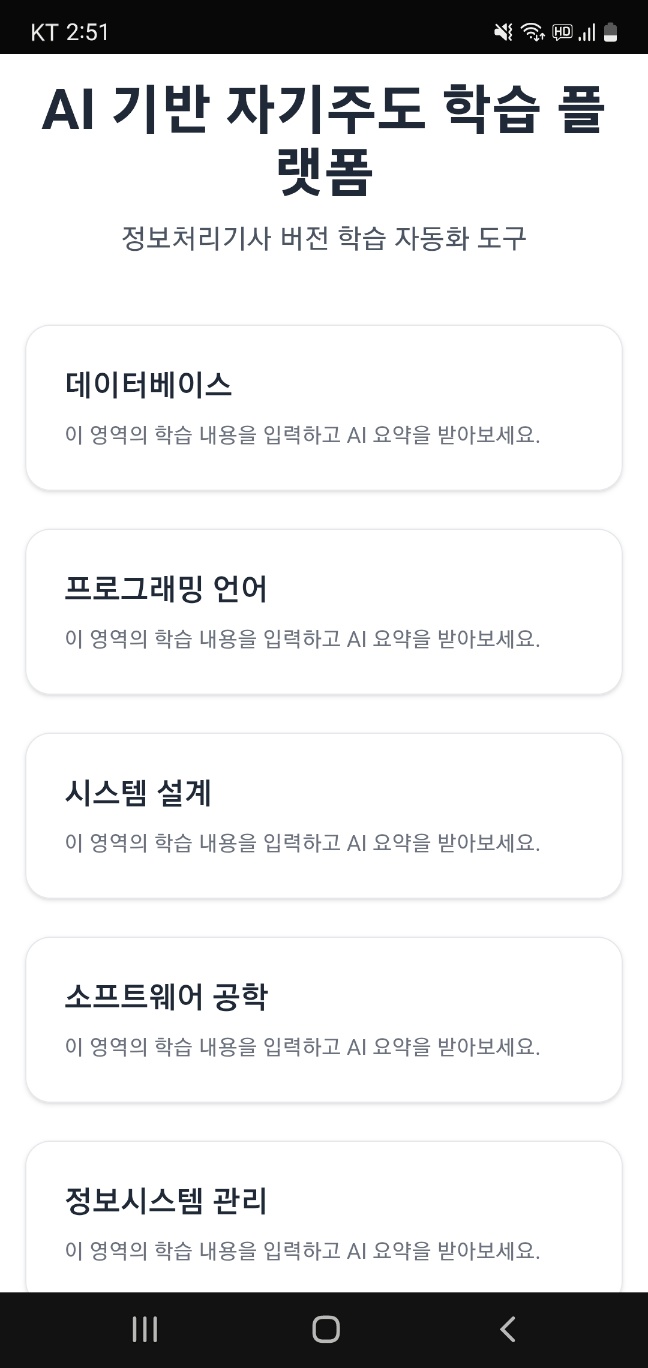 KT 2:51
HD
AI 기반 자기주도 학습 플
랫폼
정보처리기사 버전 학습 자동화 도구
데이터베이스
이 영역의 학습 내용을 입력하고 AI 요약을 받아보세요.
프로그래밍 언어
이 영역의 학습 내용을 입력하고 AI 요약을 받아보세요.
시스템 설계
이 영역의 학습 내용을 입력하고 AI 요약을 받아보세요.
소프트웨어 공학
이 영역의 학습 내용을 입력하고 AI 요약을 받아보세요.
정보시스템 관리
이 영역의 학습 내용을 입력하고 AI 요약을 받아보세요.